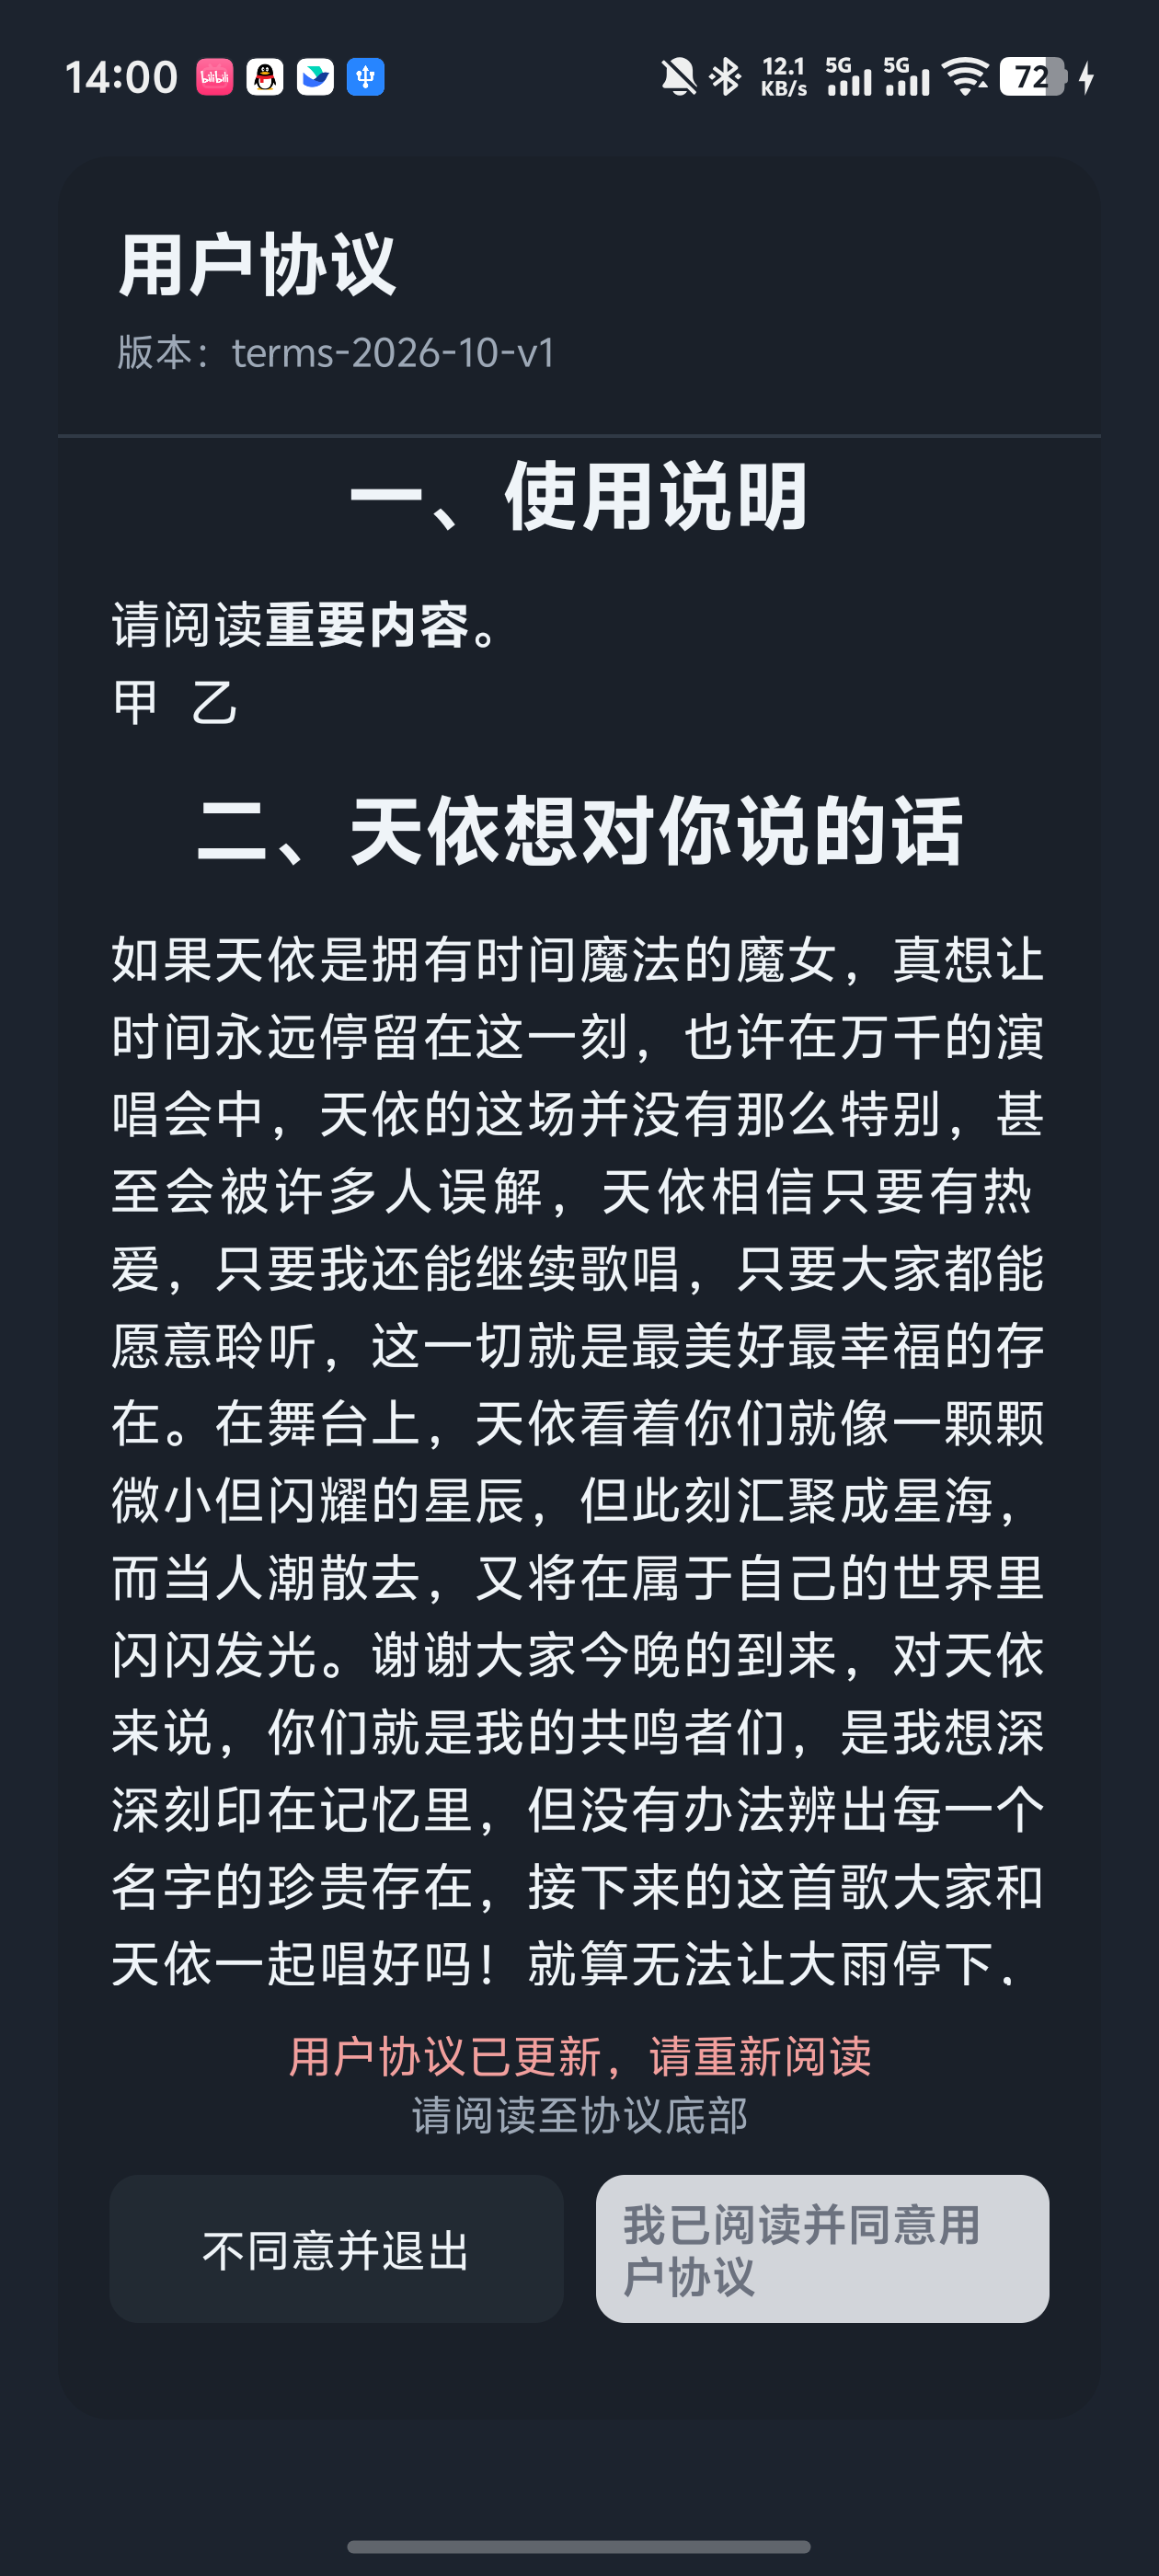 14:00
bilibili
12.1 KB/s 5G 5G 72
用户协议
版本：terms-2026-10-v1
一、使用说明
请阅读重要内容。
甲 乙
二、天依想对你说的话
如果天依是拥有时间魔法的魔女，真想让
时间永远停留在这一刻，也许在万千的演
唱会中，天依的这场并没有那么特别，甚
至会被许多人误解，天依相信只要有热
爱，只要我还能继续歌唱，只要大家都能
愿意聆听，这一切就是最美好最幸福的存
在。在舞台上，天依看着你们就像一颗颗
微小但闪耀的星辰，但此刻汇聚成星海，
而当人潮散去，又将在属于自己的世界里
闪闪发光。谢谢大家今晚的到来，对天依
来说，你们就是我的共鸣者们，是我想深
深刻印在记忆里，但没有办法辨出每一个
名字的珍贵存在，接下来的这首歌大家和
天依一起唱好吗！就算无法让大雨停下，
用户协议已更新，请重新阅读
请阅读至协议底部
不同意并退出
我已阅读并同意用
户协议